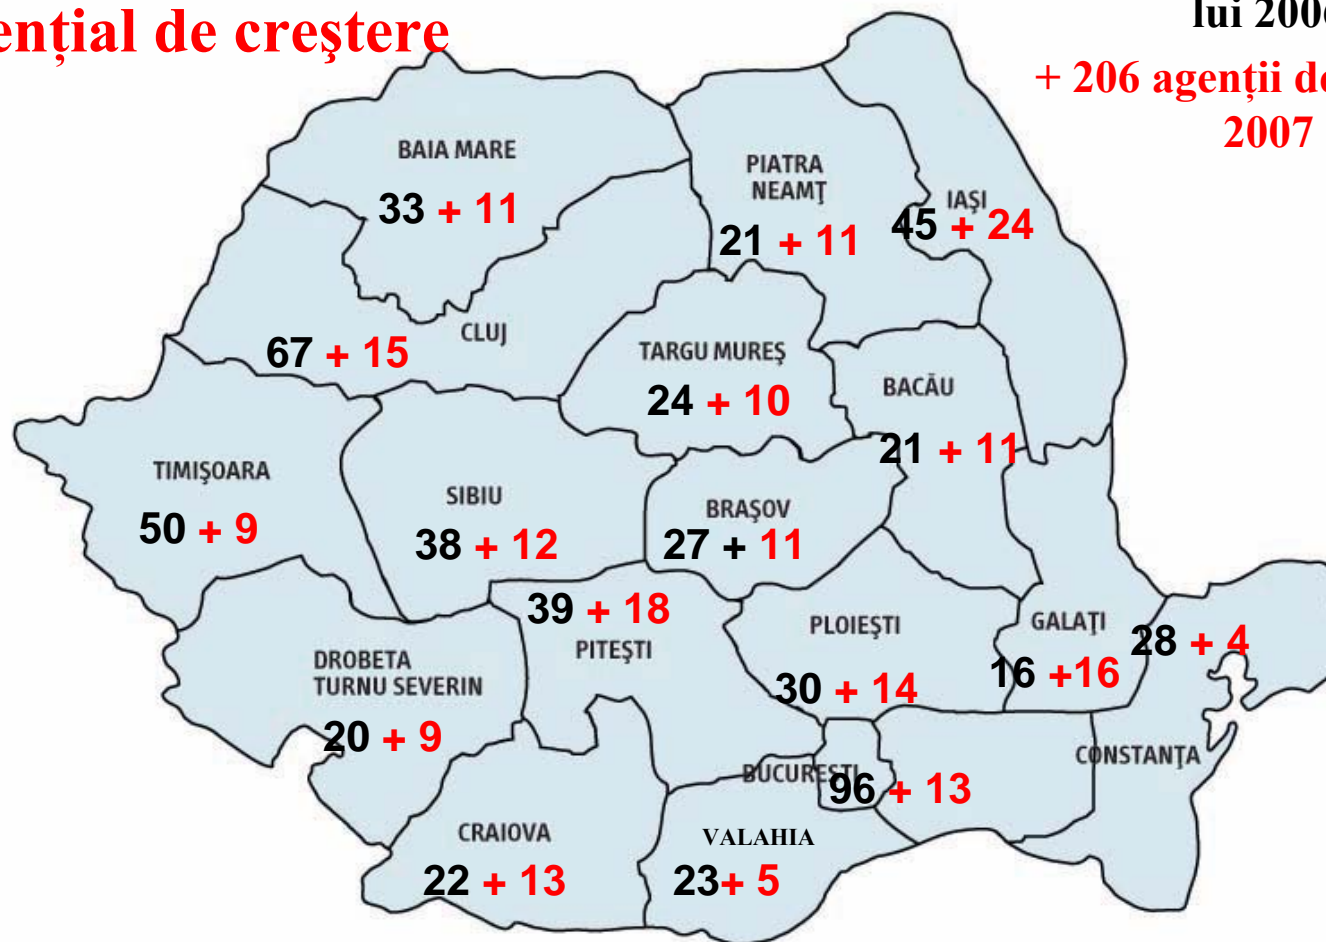 ențial de creştere
lui 2006
+ 206 agenții de
2007
BAIA MARE
33 + 11
PIATRA
NEAMŢ
21 + 11
IAŞI
45 + 24
CLUJ
67 + 15
TARGU MUREŞ
24 + 10
BACĂU
21 + 11
TIMIŞOARA
50 + 9
SIBIU
38 + 12
BRAŞOV
27 + 11
39 + 18
PITEŞTI
PLOIEŞTI
30 + 14
GALAŢI
16 +16
28 + 4
CONSTANŢA
DROBETA
TURNU SEVERIN
20 + 9
BUCUREŞTI
96 + 13
CRAIOVA
22 + 13
VALAHIA
23+ 5